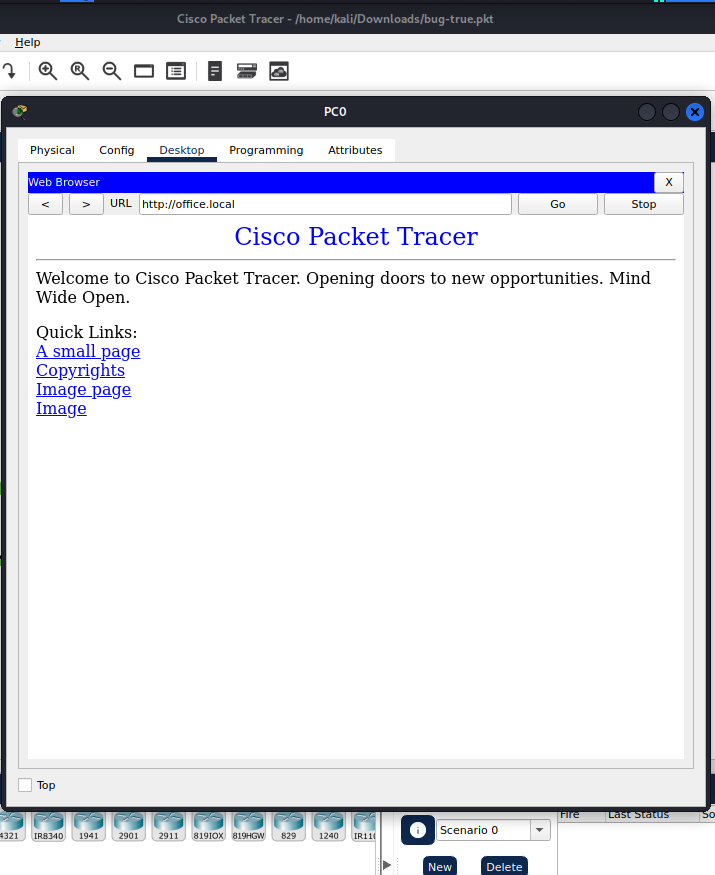 Cisco Packet Tracer - /home/kali/Downloads/bug-true.pkt
Help
PC0
Physical Config Desktop Programming Attributes
Web Browser X
< > URL http://office.local Go Stop
Cisco Packet Tracer
Welcome to Cisco Packet Tracer. Opening doors to new opportunities. Mind
Wide Open.
Quick Links:
A small page
Copyrights
Image page
Image
Top
Fire Last Status So
4321 IR8340 1941 2901 2911 819IOX 819HGW 829 1240 IR110
Scenario 0
New Delete